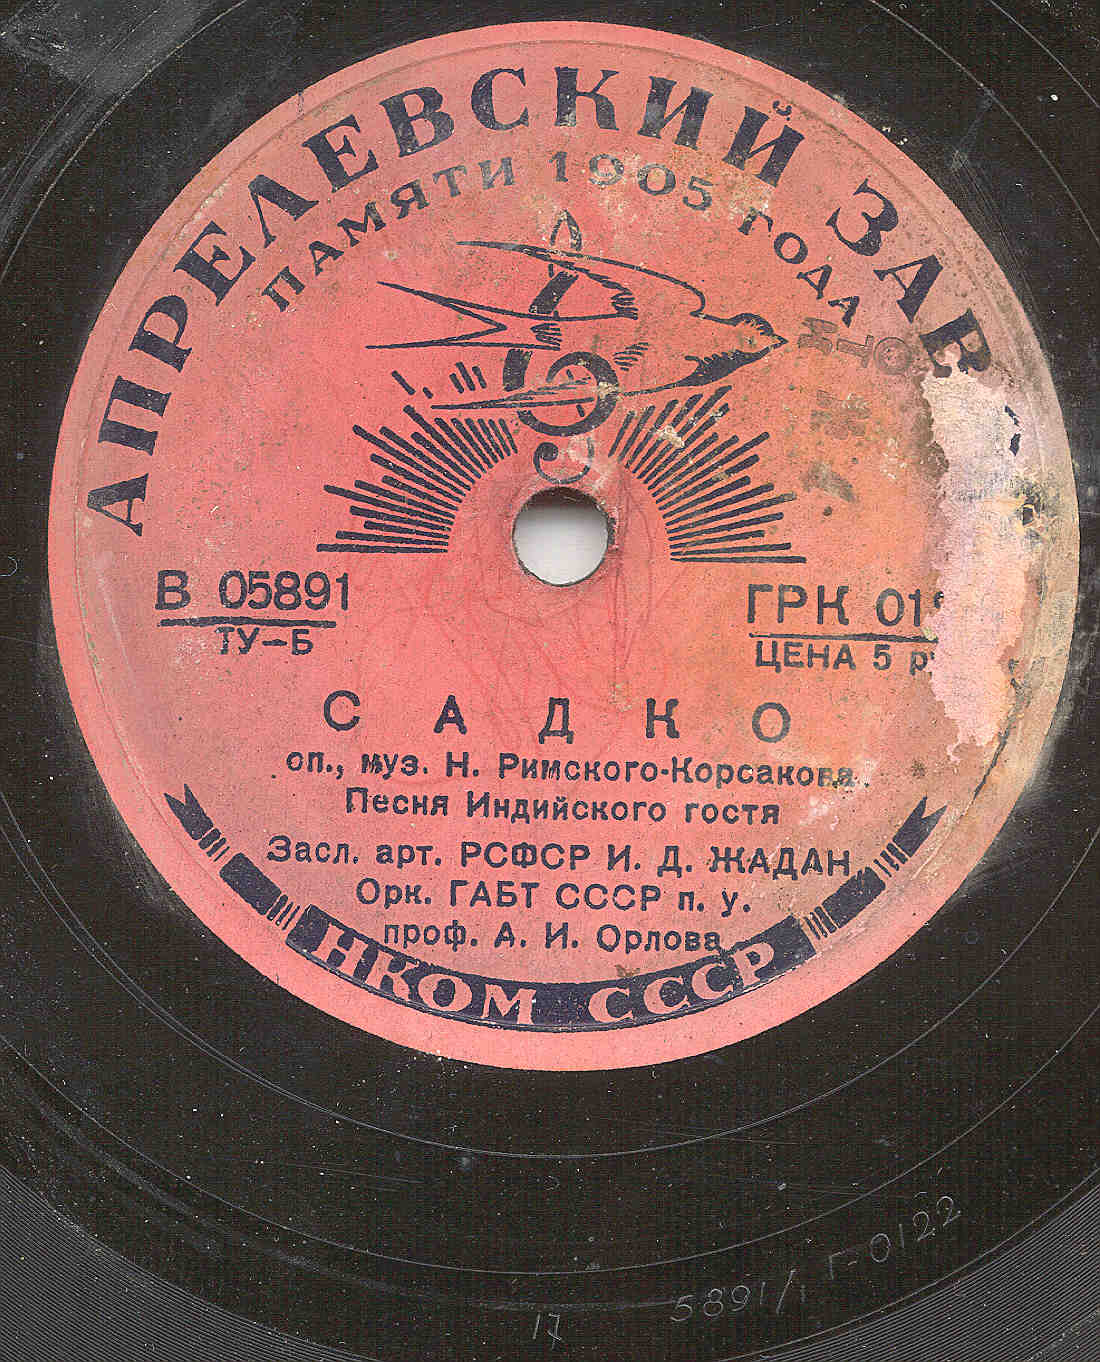 АПРЕЛЕВСКИЙ ЗАВ
ПАМЯТИ 1905 ГОДА
В 05891
ТУ-Б
ГРК 01
ЦЕНА 5 р
САДКО
оп., муз. Н. Римского-Корсакова
Песня Индийского гостя
Засл. арт. РСФСР И. Д. ЖАДАН
Орк. ГАБТ СССР п. у.
проф. А. И. Орлова
НКОМ СССР
5891/1 Г-0122
17